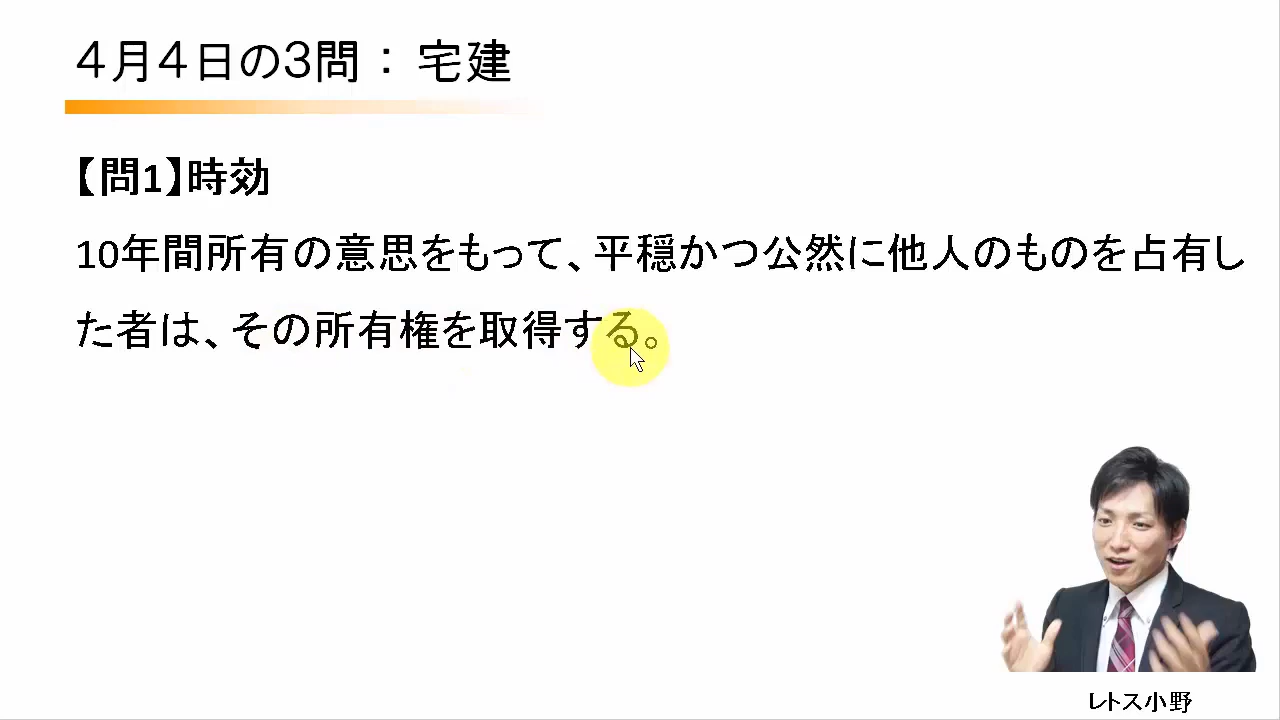 ４月４日の３問：宅建
【問1】時効
10年間所有の意思をもって、平穏かつ公然に他人のものを占有し
た者は、その所有権を取得する。
レトス小野